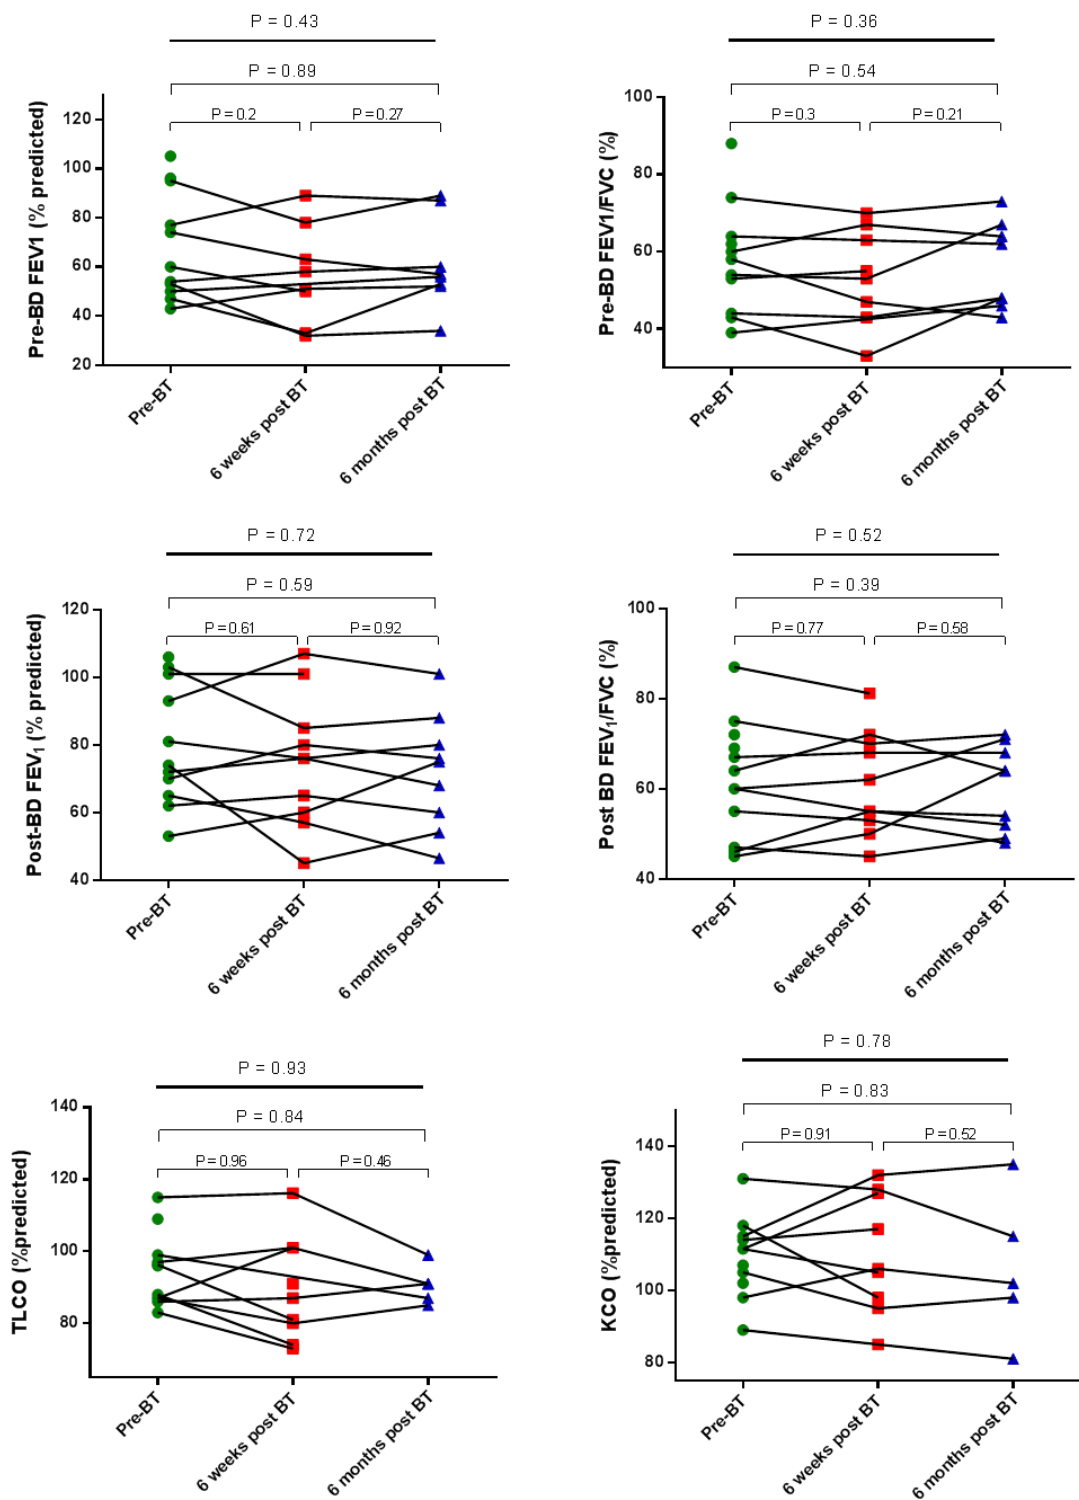 P = 0.43
P = 0.89
P = 0.2
P = 0.27
Pre-BD FEV1 (% predicted)
120
100
80
60
40
20
Pre-BT
6 weeks post BT
6 months post BT
P = 0.36
P = 0.54
P = 0.3
P = 0.21
Pre-BD FEV1/FVC (%)
100
80
60
40
Pre-BT
6 weeks post BT
6 months post BT
P = 0.72
P = 0.59
P = 0.61
P = 0.92
Post-BD FEV₁ (% predicted)
120
100
80
60
40
Pre-BT
6 weeks post BT
6 months post BT
P = 0.52
P = 0.39
P = 0.77
P = 0.58
Post BD FEV₁/FVC (%)
100
80
60
40
Pre-BT
6 weeks post BT
6 months post BT
P = 0.93
P = 0.84
P = 0.96
P = 0.46
TLCO (%predicted)
140
120
100
80
Pre-BT
6 weeks post BT
6 months post BT
P = 0.78
P = 0.83
P = 0.91
P = 0.52
KCO (%predicted)
140
120
100
80
Pre-BT
6 weeks post BT
6 months post BT